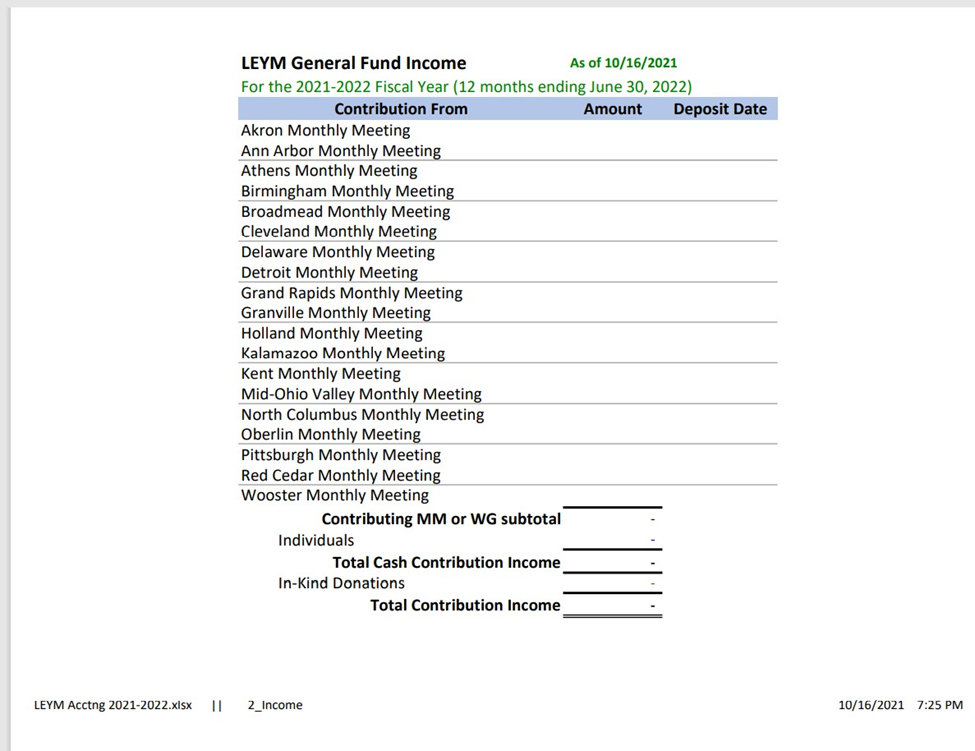 LEYM General Fund Income As of 10/16/2021
For the 2021-2022 Fiscal Year (12 months ending June 30, 2022)
Contribution From Amount Deposit Date
Akron Monthly Meeting
Ann Arbor Monthly Meeting
Athens Monthly Meeting
Birmingham Monthly Meeting
Broadmead Monthly Meeting
Cleveland Monthly Meeting
Delaware Monthly Meeting
Detroit Monthly Meeting
Grand Rapids Monthly Meeting
Granville Monthly Meeting
Holland Monthly Meeting
Kalamazoo Monthly Meeting
Kent Monthly Meeting
Mid-Ohio Valley Monthly Meeting
North Columbus Monthly Meeting
Oberlin Monthly Meeting
Pittsburgh Monthly Meeting
Red Cedar Monthly Meeting
Wooster Monthly Meeting
Contributing MM or WG subtotal -
Individuals -
Total Cash Contribution Income -
In-Kind Donations -
Total Contribution Income -
LEYM Acctng 2021-2022.xlsx || 2_Income 10/16/2021 7:25 PM